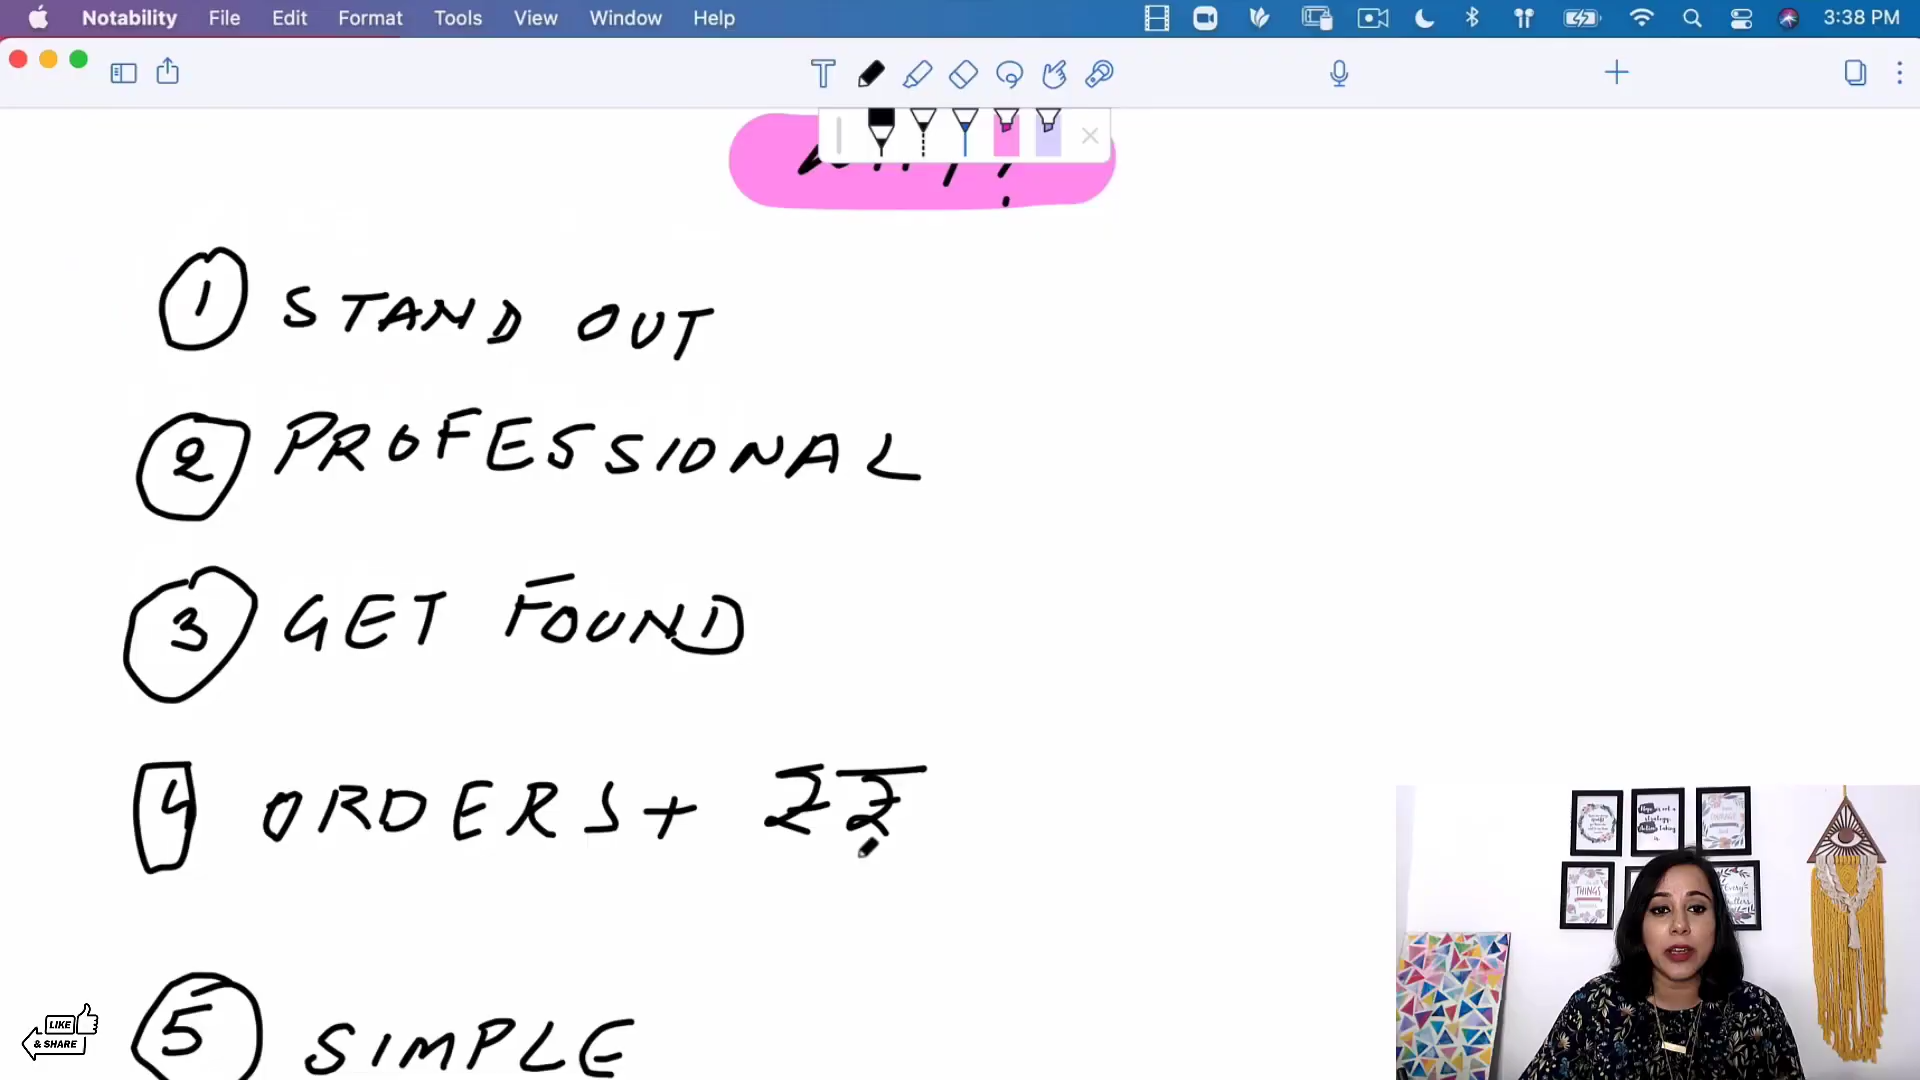 Notability File Edit Format Tools View Window Help 3:38 PM
T
① STAND OUT
② PROFESSIONAL
③ GET FOUND
4 ORDERS+
⑤ SIMPLE
LIKE
& SHARE
THINGS